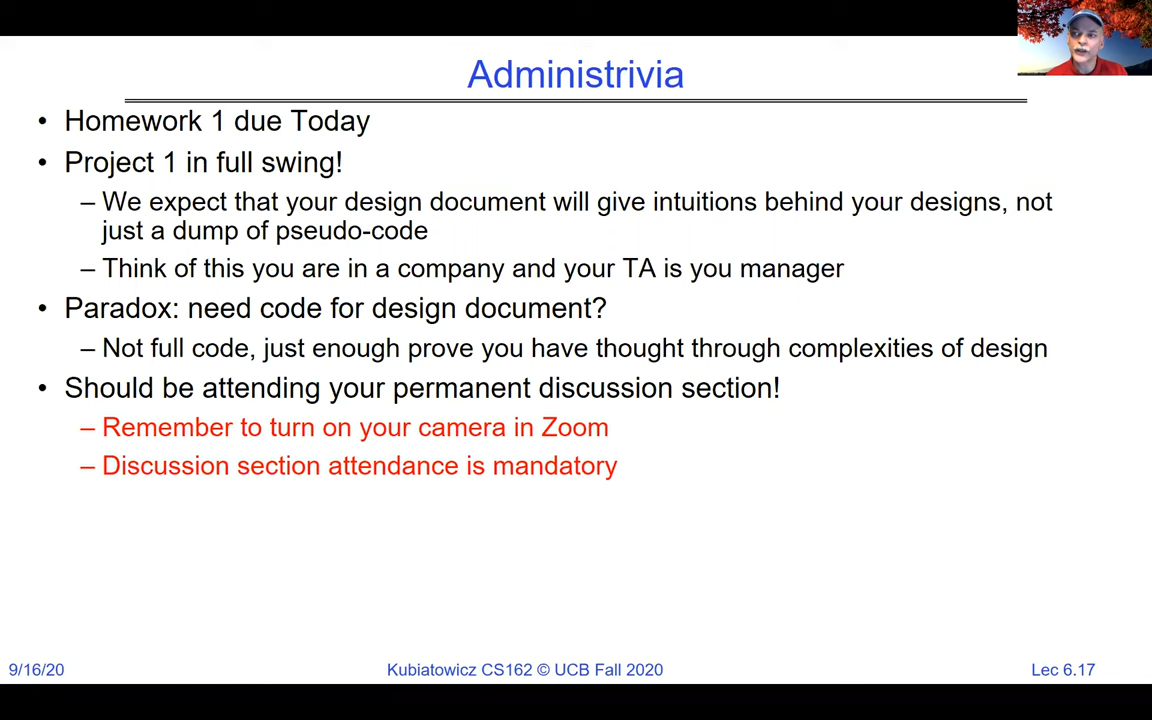 Administrivia
• Homework 1 due Today
• Project 1 in full swing!
– We expect that your design document will give intuitions behind your designs, not
just a dump of pseudo-code
– Think of this you are in a company and your TA is you manager
• Paradox: need code for design document?
– Not full code, just enough prove you have thought through complexities of design
• Should be attending your permanent discussion section!
– Remember to turn on your camera in Zoom
– Discussion section attendance is mandatory
9/16/20
Kubiatowicz CS162 © UCB Fall 2020
Lec 6.17